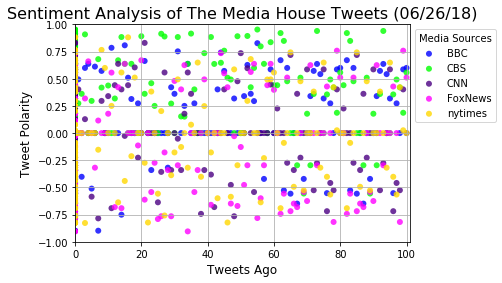 Sentiment Analysis of The Media House Tweets (06/26/18)
Media Sources
BBC
CBS
CNN
FoxNews
nytimes
Tweet Polarity
1.00
0.75
0.50
0.25
0.00
−0.25
−0.50
−0.75
−1.00
0 20 40 60 80 100
Tweets Ago